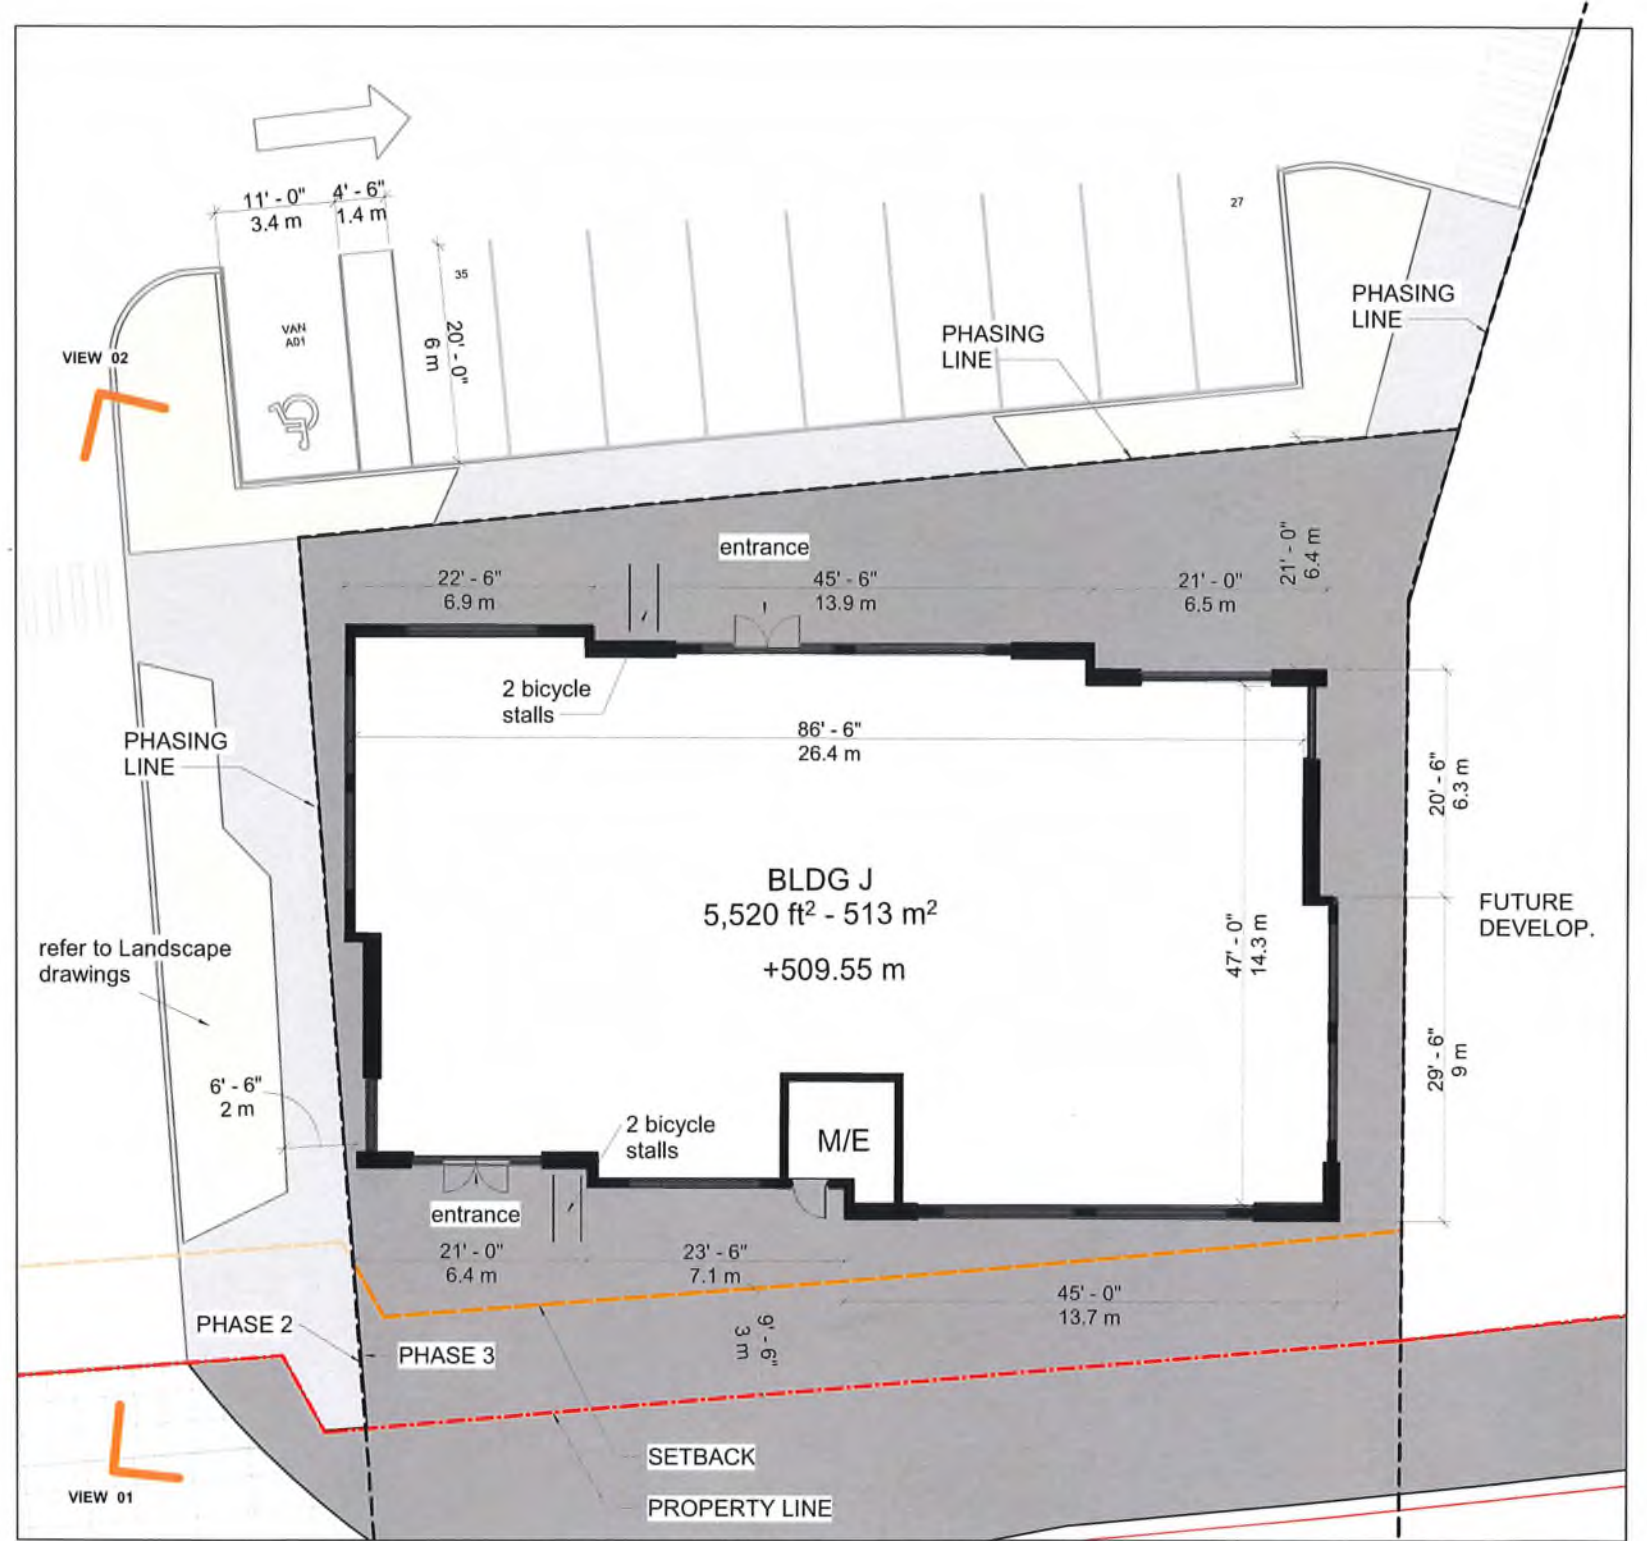 11' - 0" 4' - 6"
3.4 m 1.4 m
27
35
VAN
A01
20' - 0"
6 m
VIEW 02
PHASING
LINE
PHASING
LINE
entrance
21' - 0"
6.4 m
22' - 6"
6.9 m
45' - 6"
13.9 m
21' - 0"
6.5 m
2 bicycle
stalls
86' - 6"
26.4 m
PHASING
LINE
20' - 6"
6.3 m
BLDG J
5,520 ft² - 513 m²
+509.55 m
47' - 0"
14.3 m
FUTURE
DEVELOP.
refer to Landscape
drawings
29' - 6"
9 m
6' - 6"
2 m
2 bicycle
stalls
M/E
entrance
21' - 0"
6.4 m
23' - 6"
7.1 m
45' - 0"
13.7 m
9' - 6"
3 m
PHASE 2
PHASE 3
SETBACK
PROPERTY LINE
VIEW 01